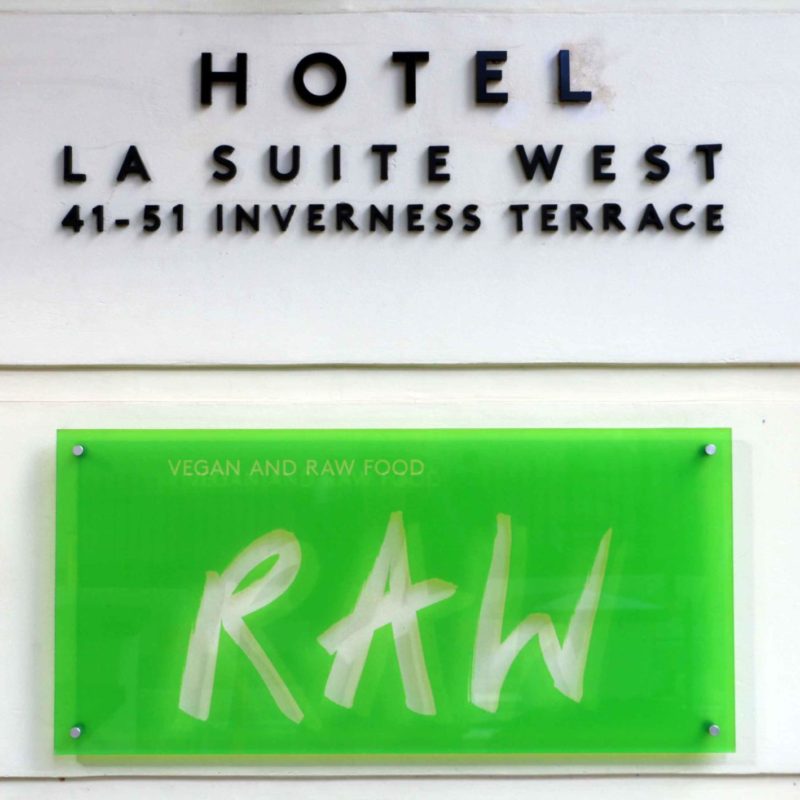 HOTEL
LA SUITE WEST
41-51 INVERNESS TERRACE
VEGAN AND RAW FOOD
RAW